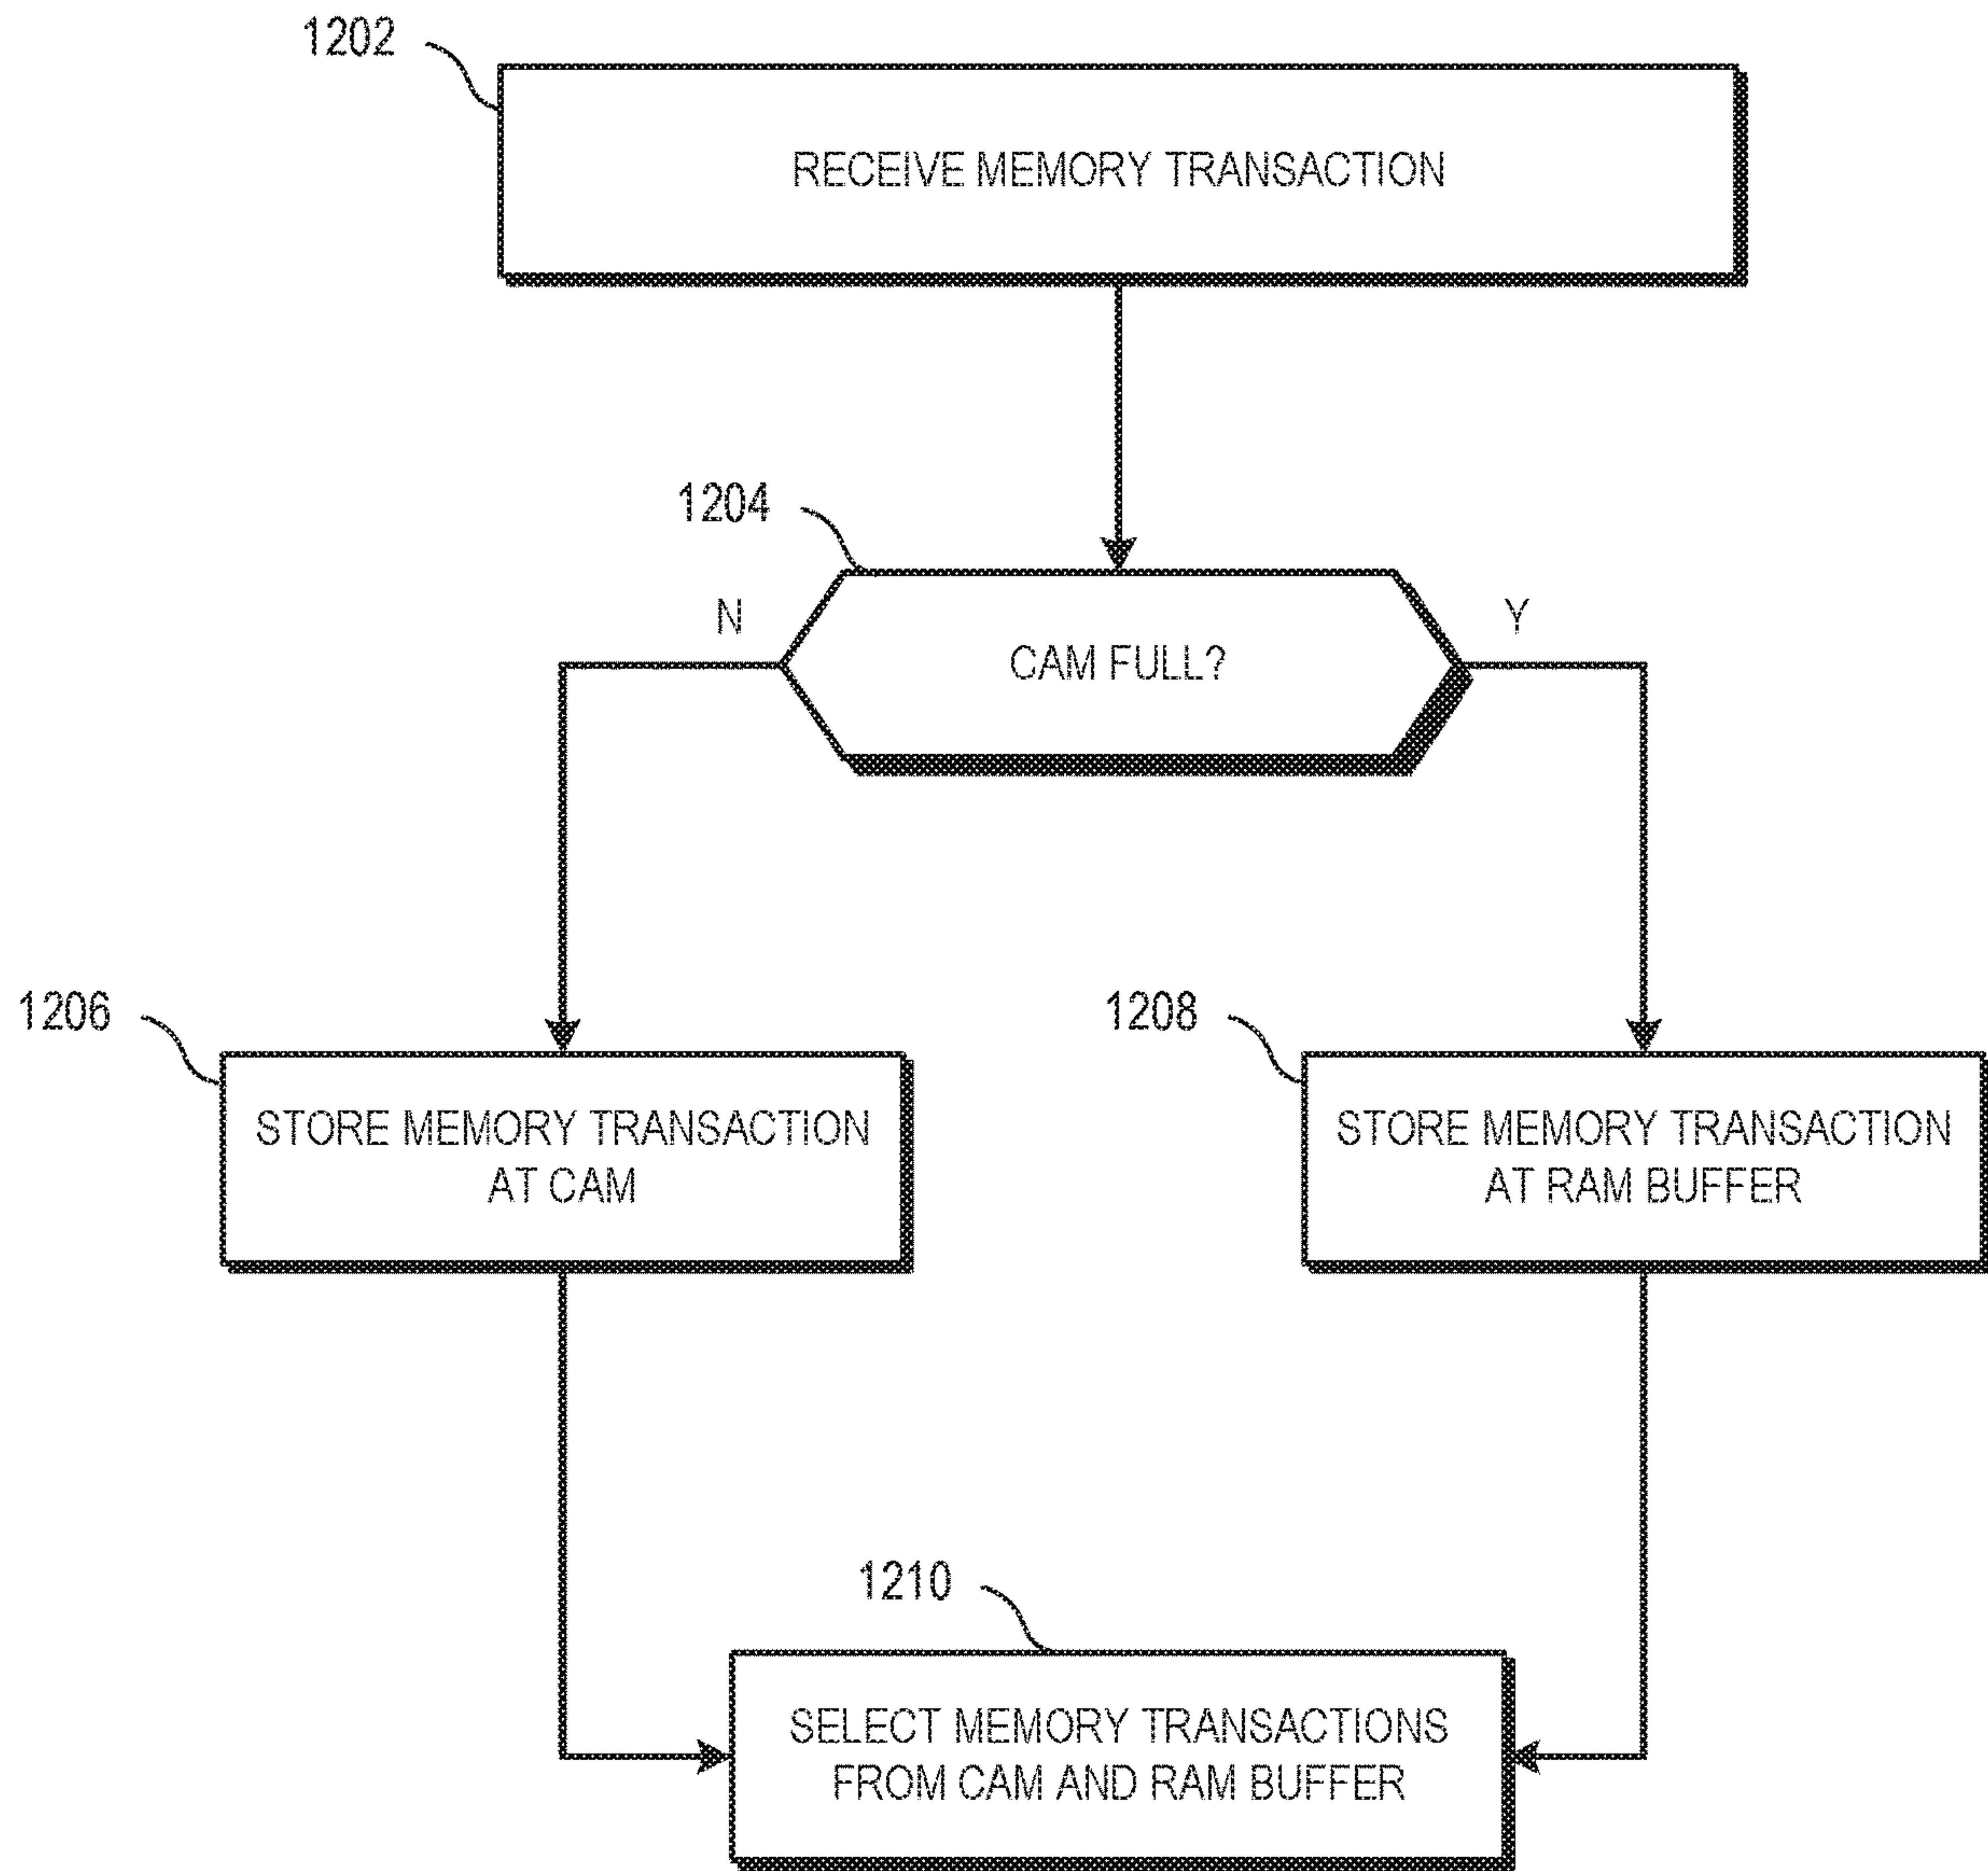 1202
RECEIVE MEMORY TRANSACTION
1204
N
Y
CAM FULL?
1206
1208
STORE MEMORY TRANSACTION
AT CAM
STORE MEMORY TRANSACTION
AT RAM BUFFER
1210
SELECT MEMORY TRANSACTIONS
FROM CAM AND RAM BUFFER